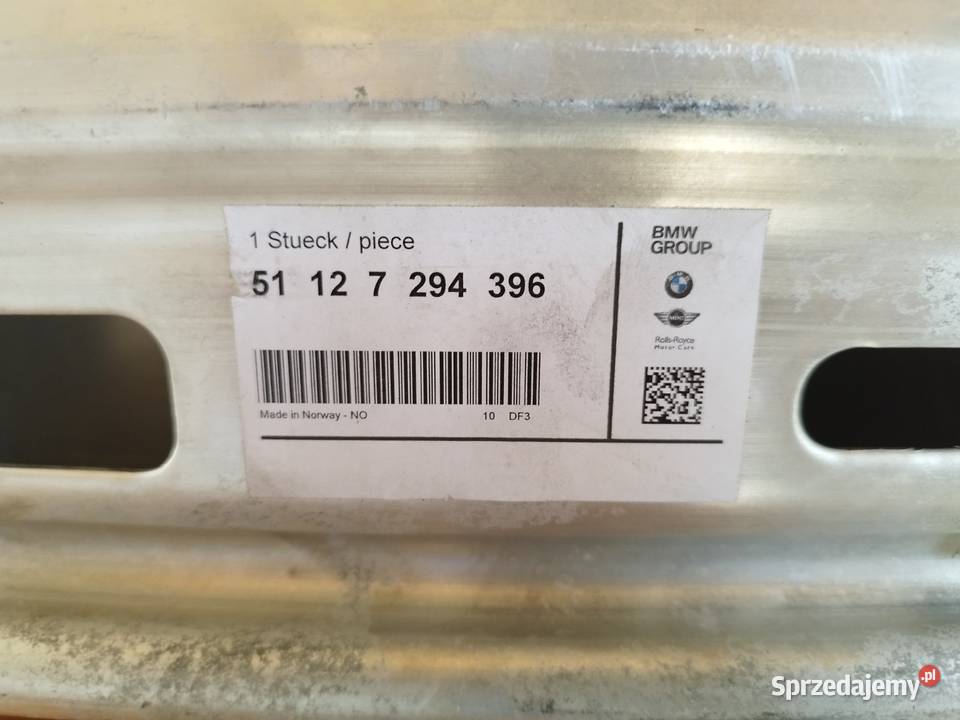 1 Stueck / piece
51 12 7 294 396
Made in Norway - NO 10 DF3
BMW
GROUP
MINI
Rolls-Royce
Motor Cars
Sprzedajemy.pl